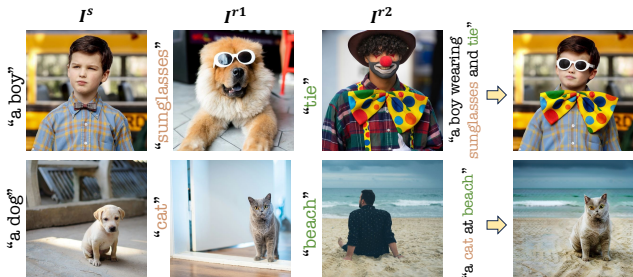 I^s I^r1 I^r2
“a boy”
“sunglasses”
“tie”
“a boy wearing
sunglasses and tie”
“a dog”
“cat”
“beach”
“a cat at beach”